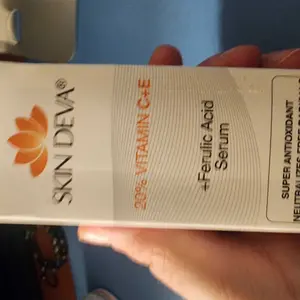 SKIN DEVA®
20% VITAMIN C+E
+Ferulic Acid
Serum
SUPER ANTIOXIDANT